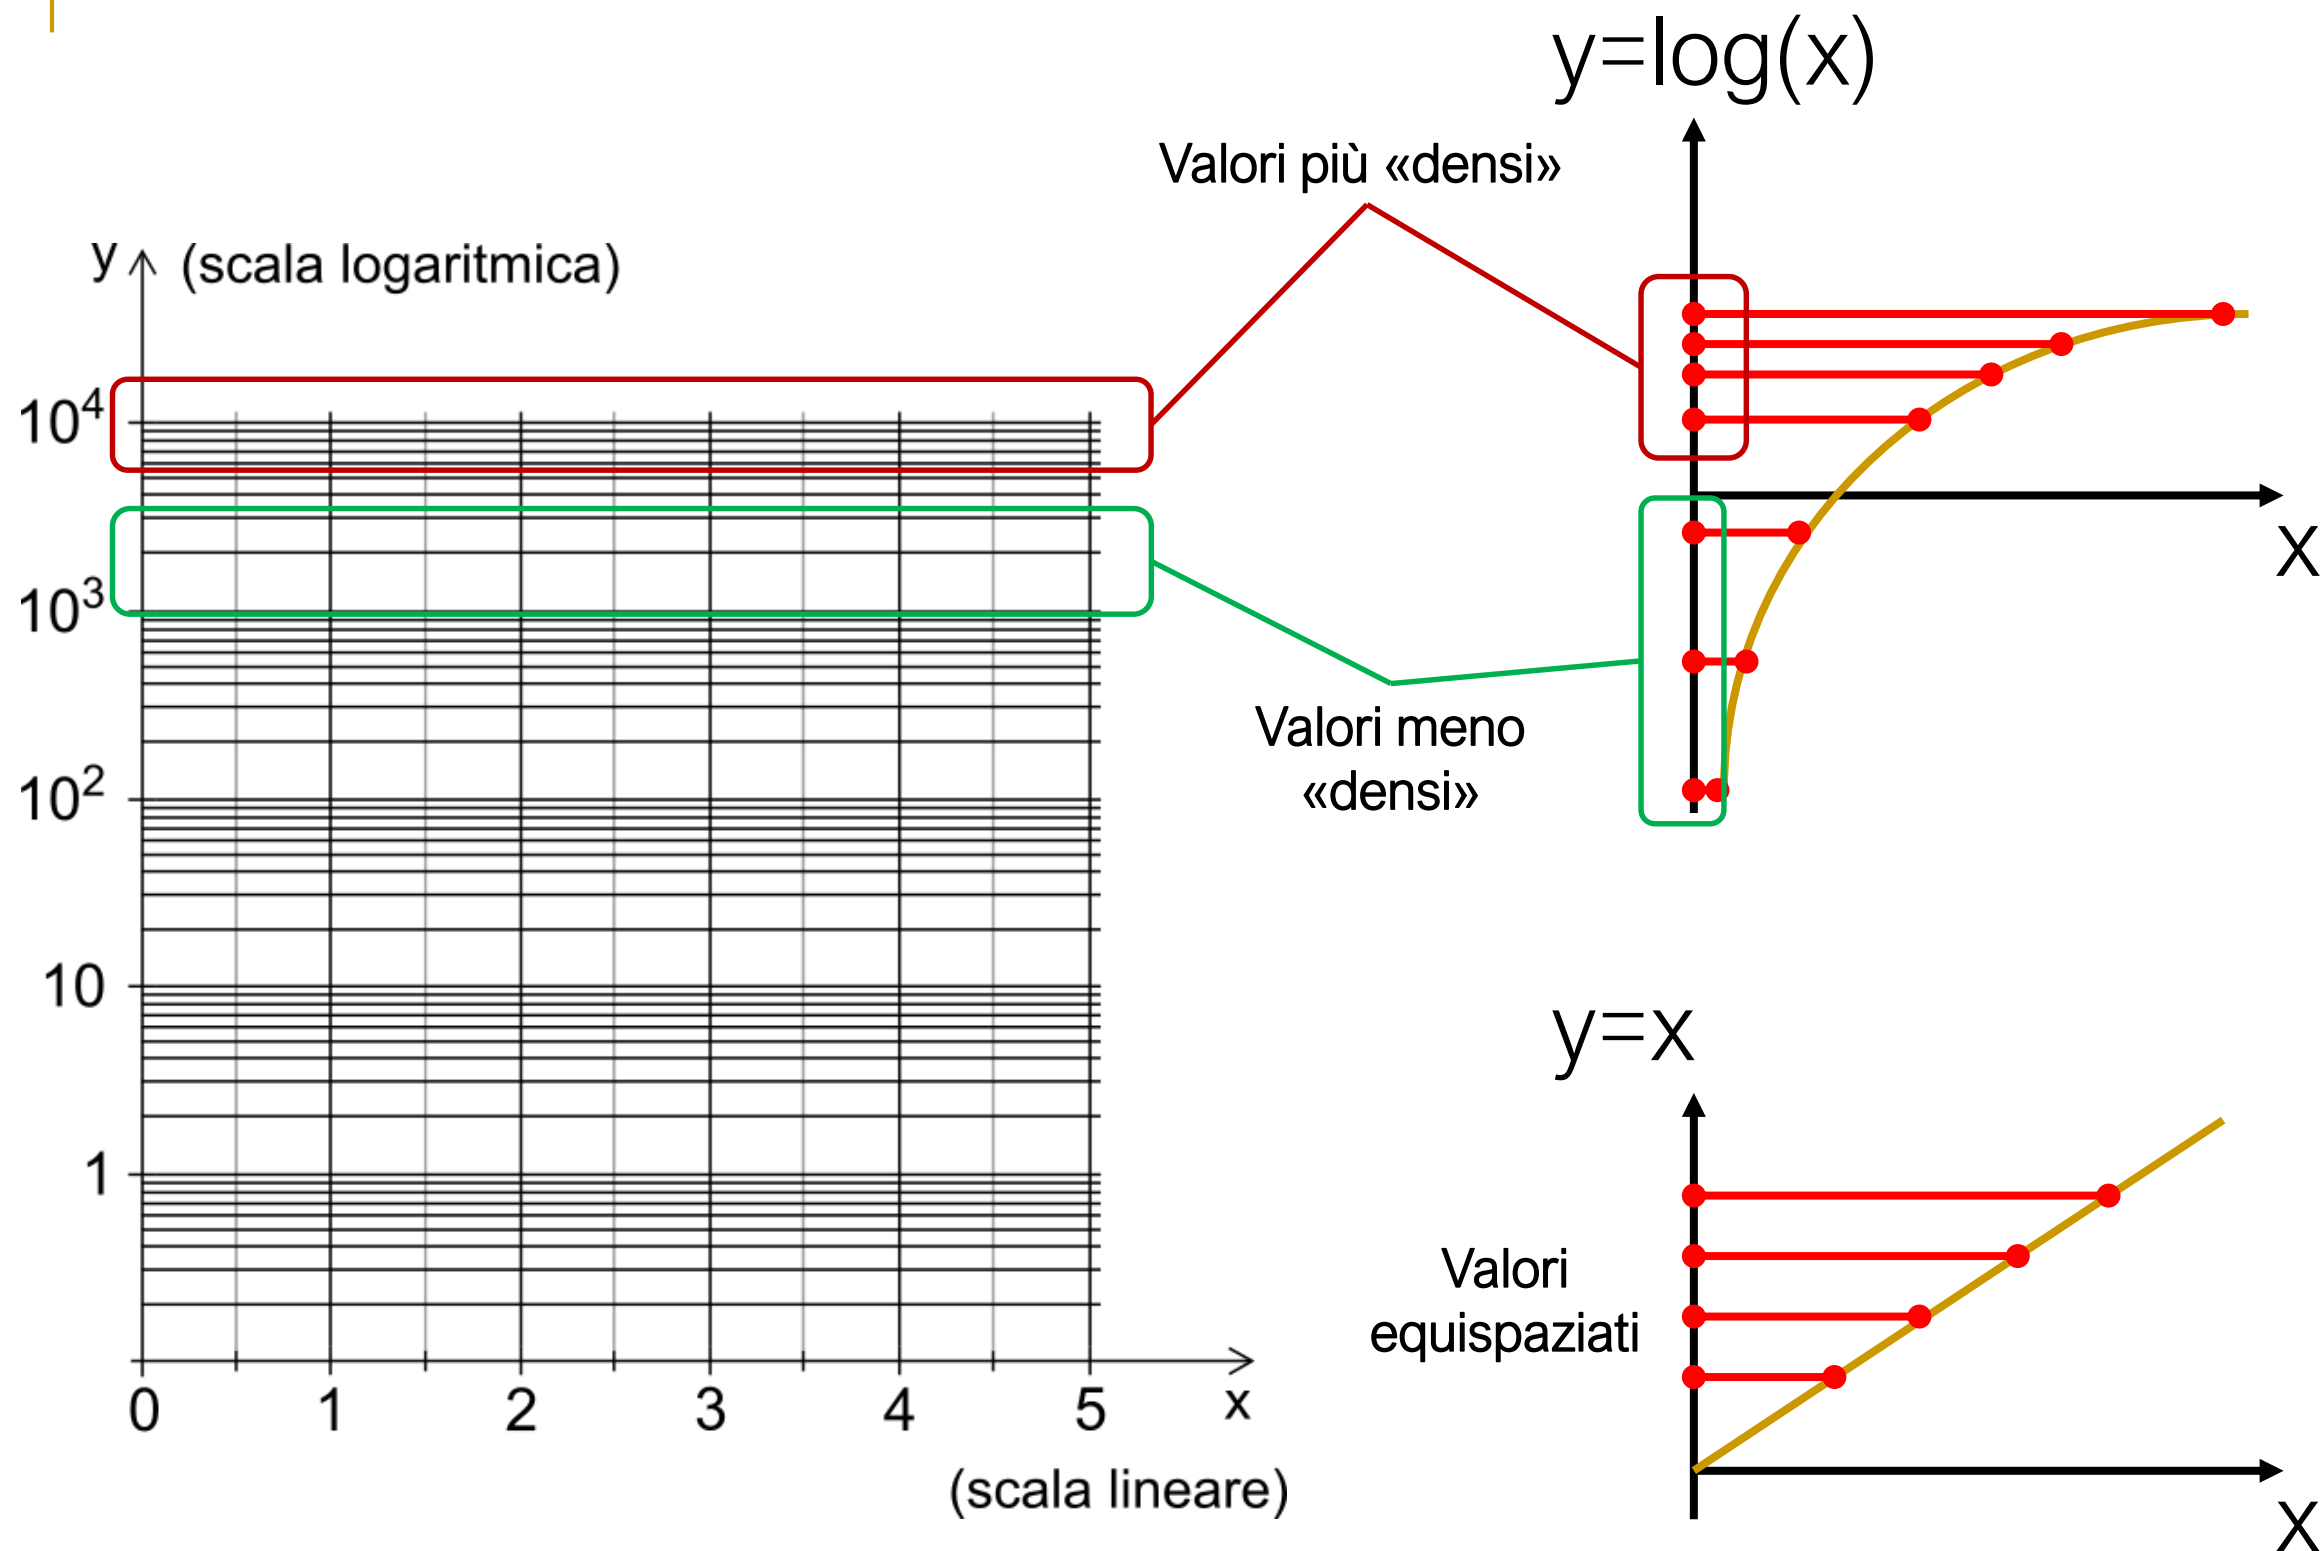 y=log(x)
Valori più «densi»
y (scala logaritmica)
10⁴
10³
10²
10
1
0 1 2 3 4 5 x
(scala lineare)
x
Valori meno
«densi»
y=x
Valori
equispaziati
x